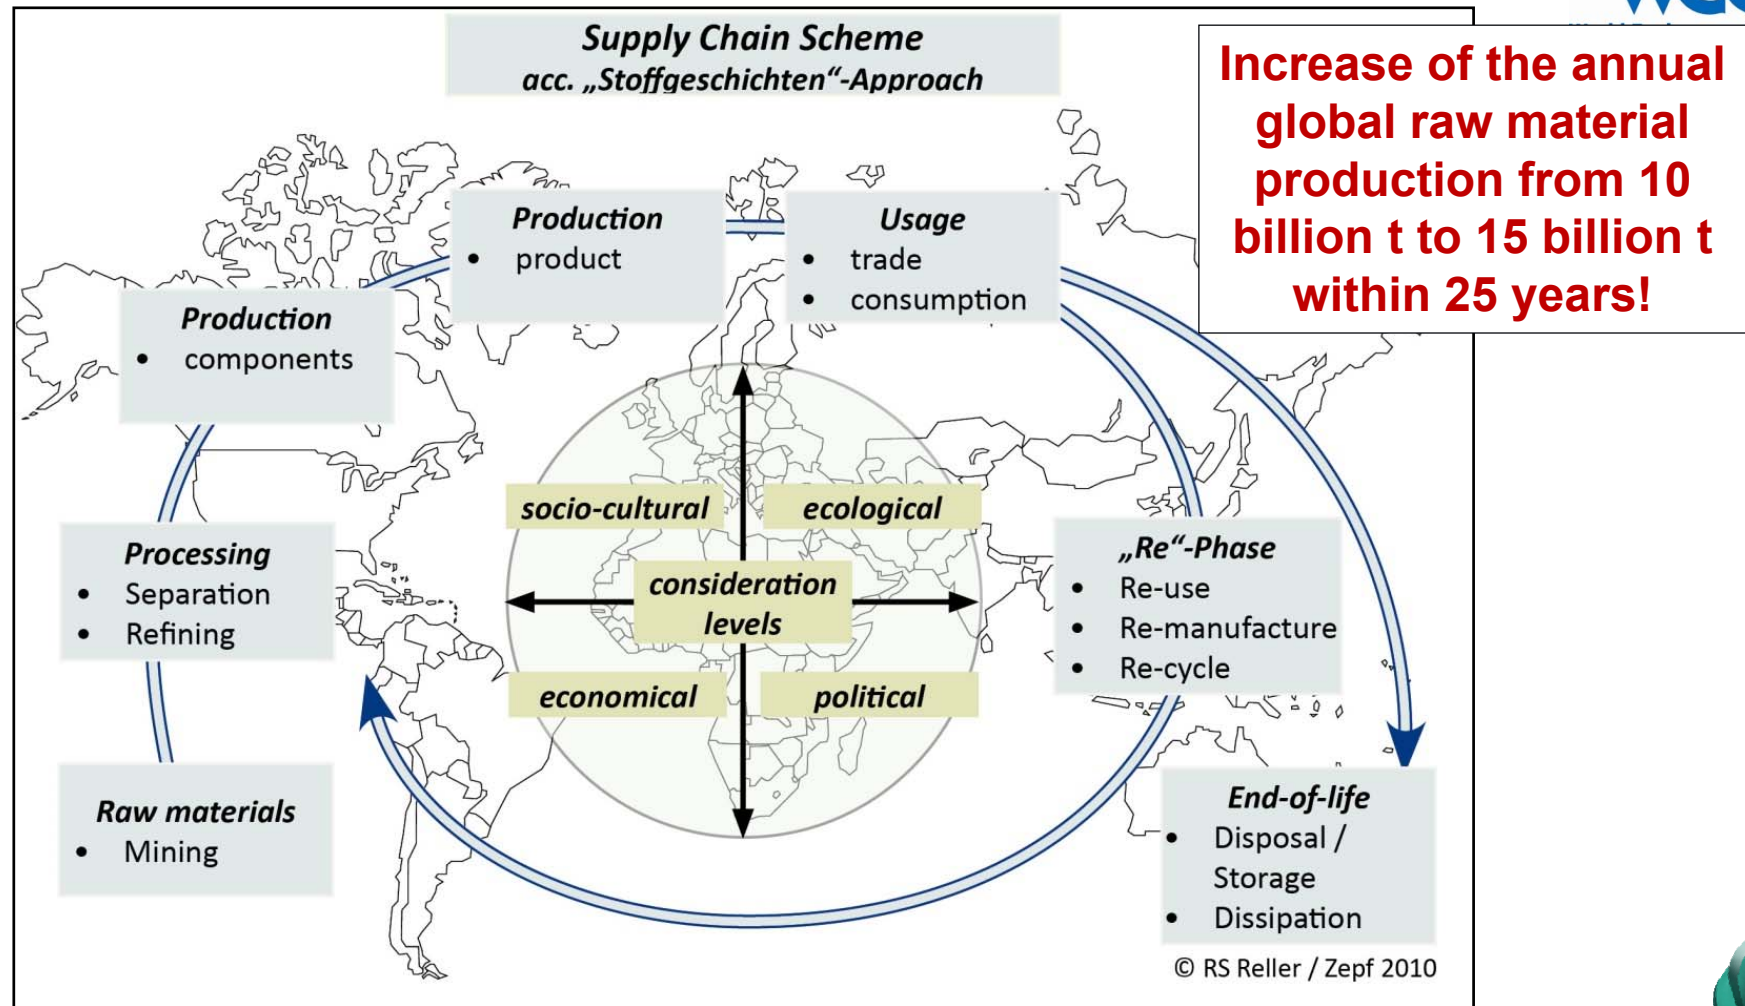 Supply Chain Scheme
acc. „Stoffgeschichten“-Approach
Increase of the annual
global raw material
production from 10
billion t to 15 billion t
within 25 years!
Production
• product
Usage
• trade
• consumption
Production
• components
socio-cultural
ecological
consideration
levels
economical
political
Processing
• Separation
• Refining
„Re“-Phase
• Re-use
• Re-manufacture
• Re-cycle
Raw materials
• Mining
End-of-life
• Disposal /
Storage
• Dissipation
© RS Reller / Zepf 2010